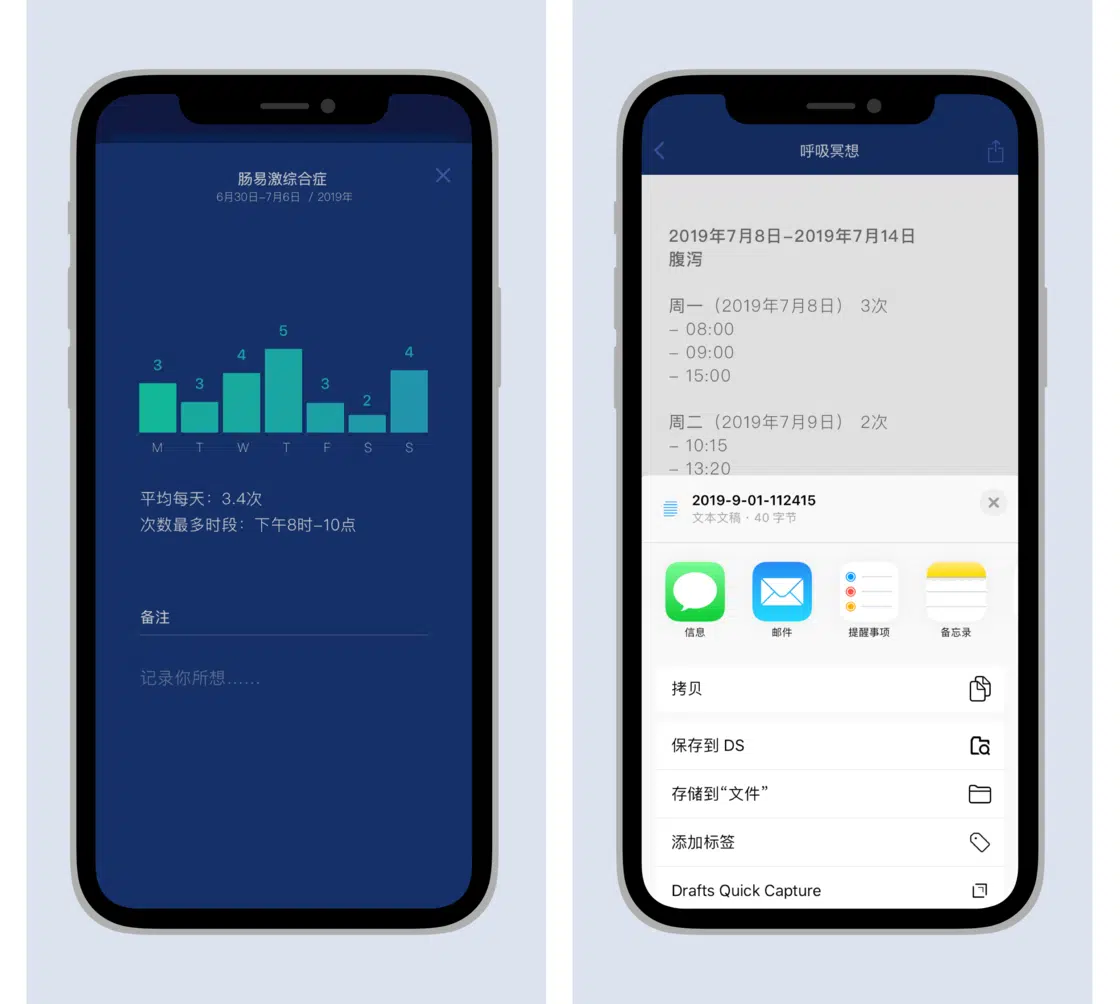 肠易激综合症
6月30日-7月6日 / 2019年
3
3
4
5
3
2
4
M T W T F S S
平均每天：3.4次
次数最多时段：下午8时-10点
备注
记录你所想……
呼吸冥想
2019年7月8日-2019年7月14日
腹泻
周一（2019年7月8日） 3次
- 08:00
- 09:00
- 15:00
周二（2019年7月9日） 2次
- 10:15
- 13:20
2019-9-01-112415
文本文稿 · 40 字节
信息 邮件 提醒事项 备忘录
拷贝
保存到 DS
存储到“文件”
添加标签
Drafts Quick Capture